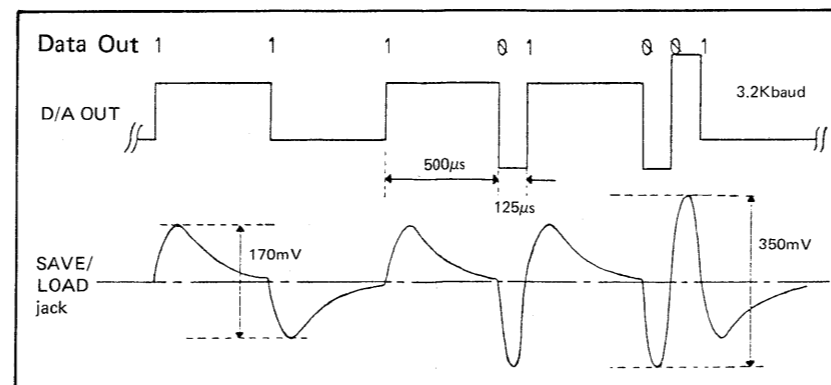 Data Out 1 1 1 0 1 0 0 1
D/A OUT
3.2Kbaud
500μs
125μs
170mV
350mV
SAVE/
LOAD
jack